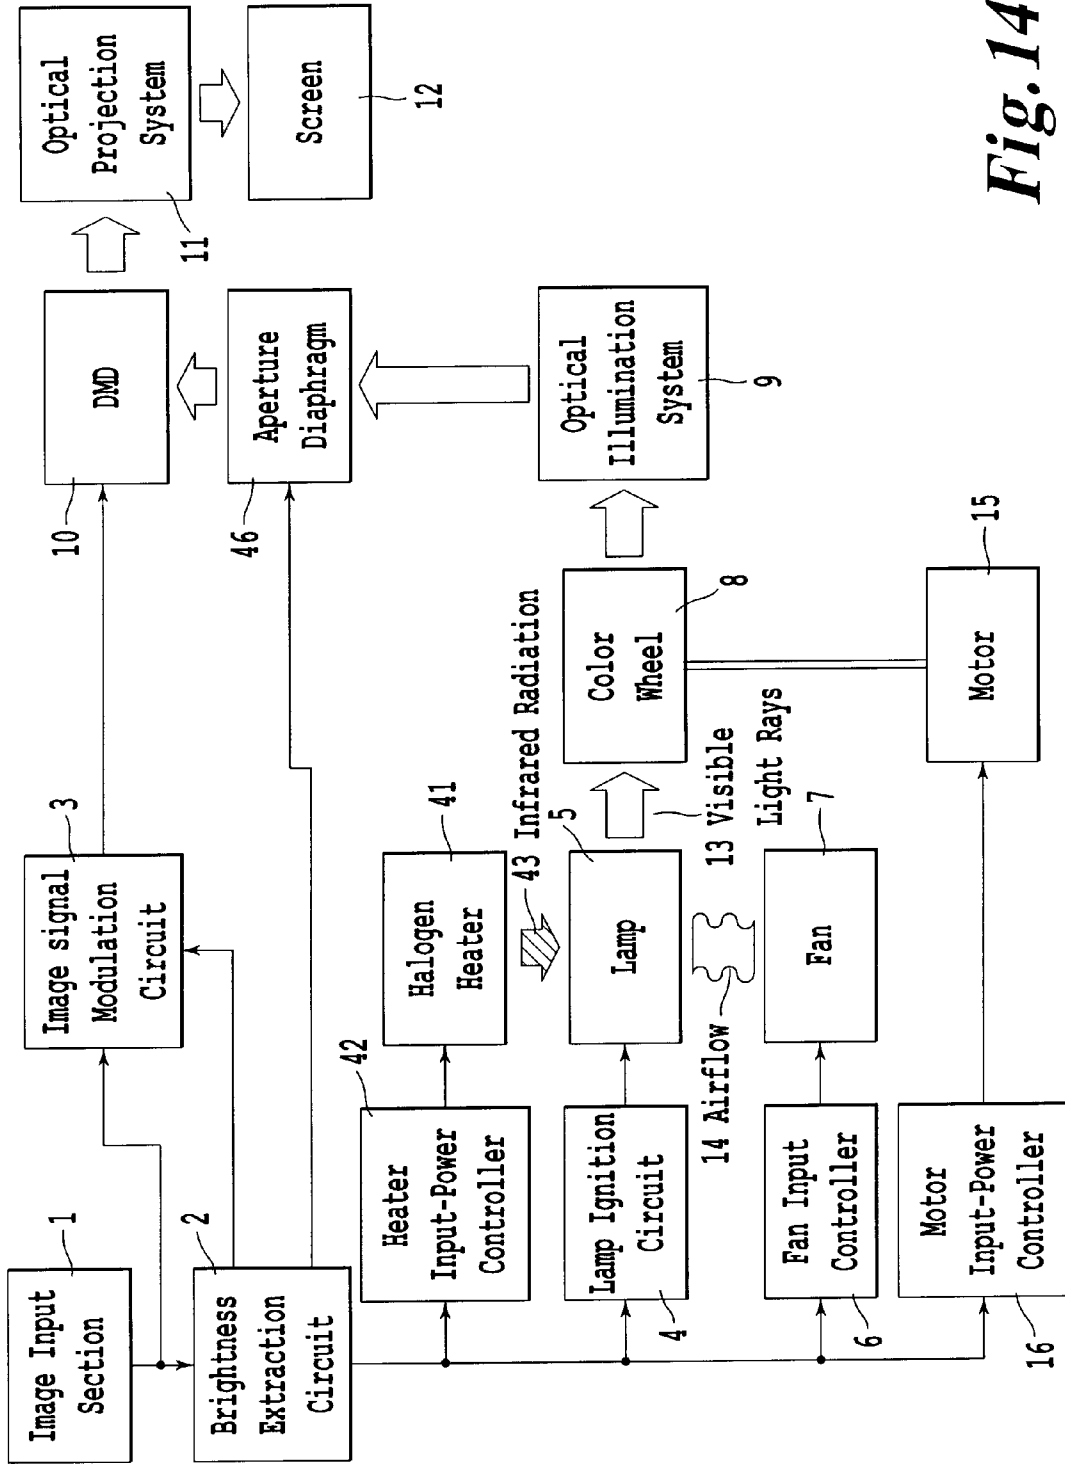 Image Input
Section
1
Brightness
Extraction
Circuit
2
Image signal
Modulation
Circuit
3
DMD
10
Optical
Projection
System
11
Screen
12
Aperture
Diaphragm
46
Heater
Input-Power
Controller
42
Halogen
Heater
41
43 Infrared Radiation
Lamp Ignition
Circuit
4
Lamp
5
13 Visible
Light Rays
Color
Wheel
8
Optical
Illumination
System
9
14 Airflow
Fan Input
Controller
6
Fan
7
Motor
Input-Power
Controller
16
Motor
15
Fig.14